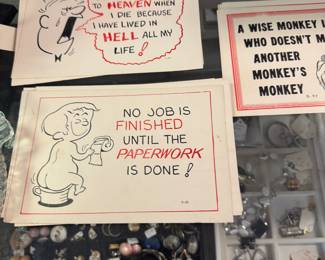 TO HEAVEN WHEN
I DIE BECAUSE
I HAVE LIVED IN
HELL ALL MY
LIFE!
A WISE MONKEY
WHO DOESN'T M
ANOTHER
MONKEY'S
MONKEY
NO JOB IS
FINISHED
UNTIL THE
PAPERWORK
IS DONE!